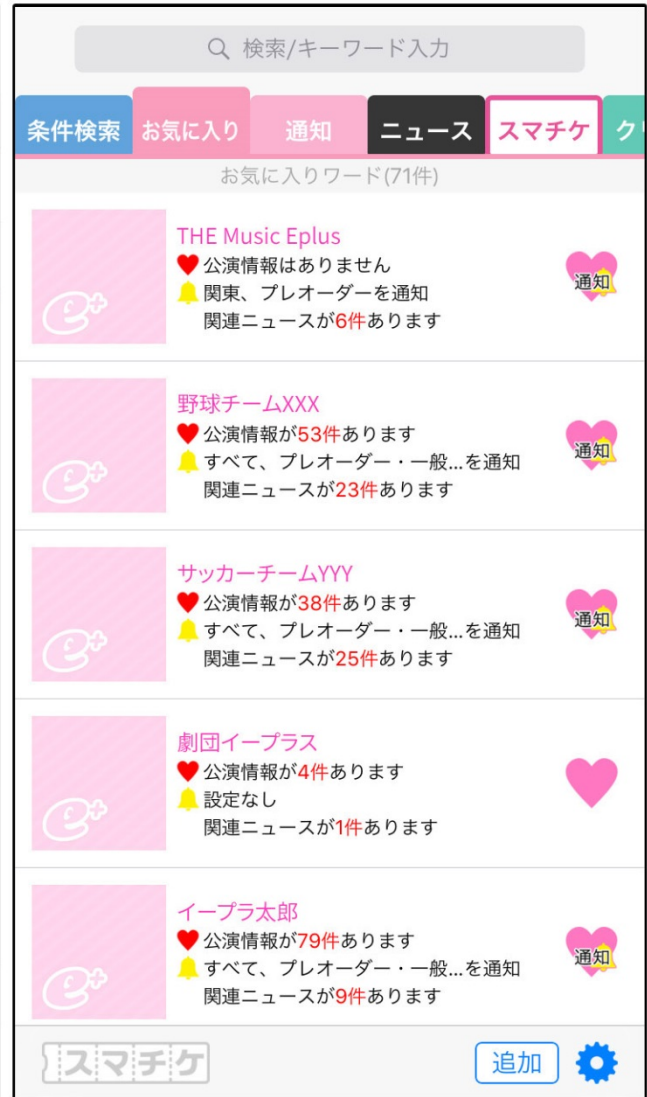 検索/キーワード入力
条件検索 お気に入り 通知 ニュース スマチケ
お気に入りワード(71件)
THE Music Eplus
公演情報はありません
関東、プレオーダーを通知
関連ニュースが6件あります
通知
e+
野球チームXXX
公演情報が53件あります
すべて、プレオーダー・一般...を通知
関連ニュースが23件あります
通知
e+
サッカーチームYYY
公演情報が38件あります
すべて、プレオーダー・一般...を通知
関連ニュースが25件あります
通知
e+
劇団イープラス
公演情報が4件あります
設定なし
関連ニュースが1件あります
e+
イープラ太郎
公演情報が79件あります
すべて、プレオーダー・一般...を通知
関連ニュースが9件あります
通知
e+
スマチケ 追加